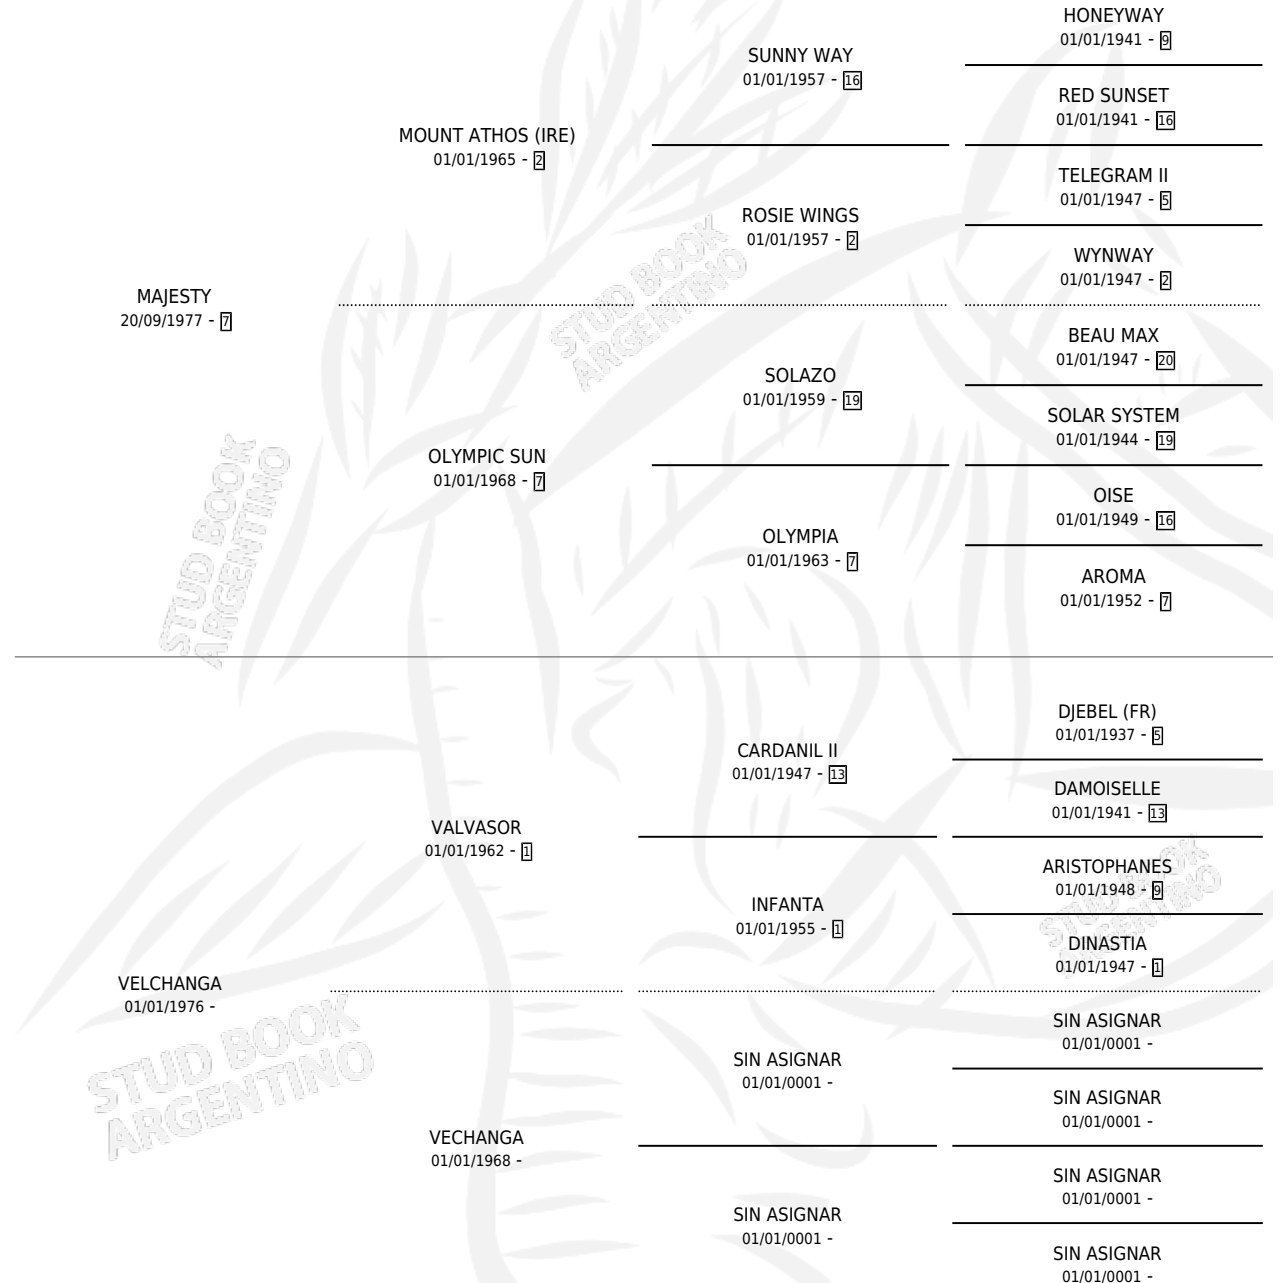 HONEYWAY
01/01/1941 - 9
SUNNY WAY
01/01/1957 - 16
RED SUNSET
01/01/1941 - 16
MOUNT ATHOS (IRE)
01/01/1965 - 2
TELEGRAM II
01/01/1947 - 5
ROSIE WINGS
01/01/1957 - 2
WYNWAY
01/01/1947 - 2
MAJESTY
20/09/1977 - 7
BEAU MAX
01/01/1947 - 20
SOLAZO
01/01/1959 - 19
SOLAR SYSTEM
01/01/1944 - 19
OLYMPIC SUN
01/01/1968 - 7
OISE
01/01/1949 - 16
OLYMPIA
01/01/1963 - 7
AROMA
01/01/1952 - 7
DJEBEL (FR)
01/01/1937 - 5
CARDANIL II
01/01/1947 - 13
DAMOISELLE
01/01/1941 - 13
VALVASOR
01/01/1962 - 1
ARISTOPHANES
01/01/1948 - 9
INFANTA
01/01/1955 - 1
DINASTIA
01/01/1947 - 1
VELCHANGA
01/01/1976 -
SIN ASIGNAR
01/01/0001 -
SIN ASIGNAR
01/01/0001 -
SIN ASIGNAR
01/01/0001 -
VECHANGA
01/01/1968 -
SIN ASIGNAR
01/01/0001 -
SIN ASIGNAR
01/01/0001 -
SIN ASIGNAR
01/01/0001 -
STUD BOOK
ARGENTINO
STUD BOOK
ARGENTINO
STUD BOOK
ARGENTINO
STUD BOOK
ARGENTINO